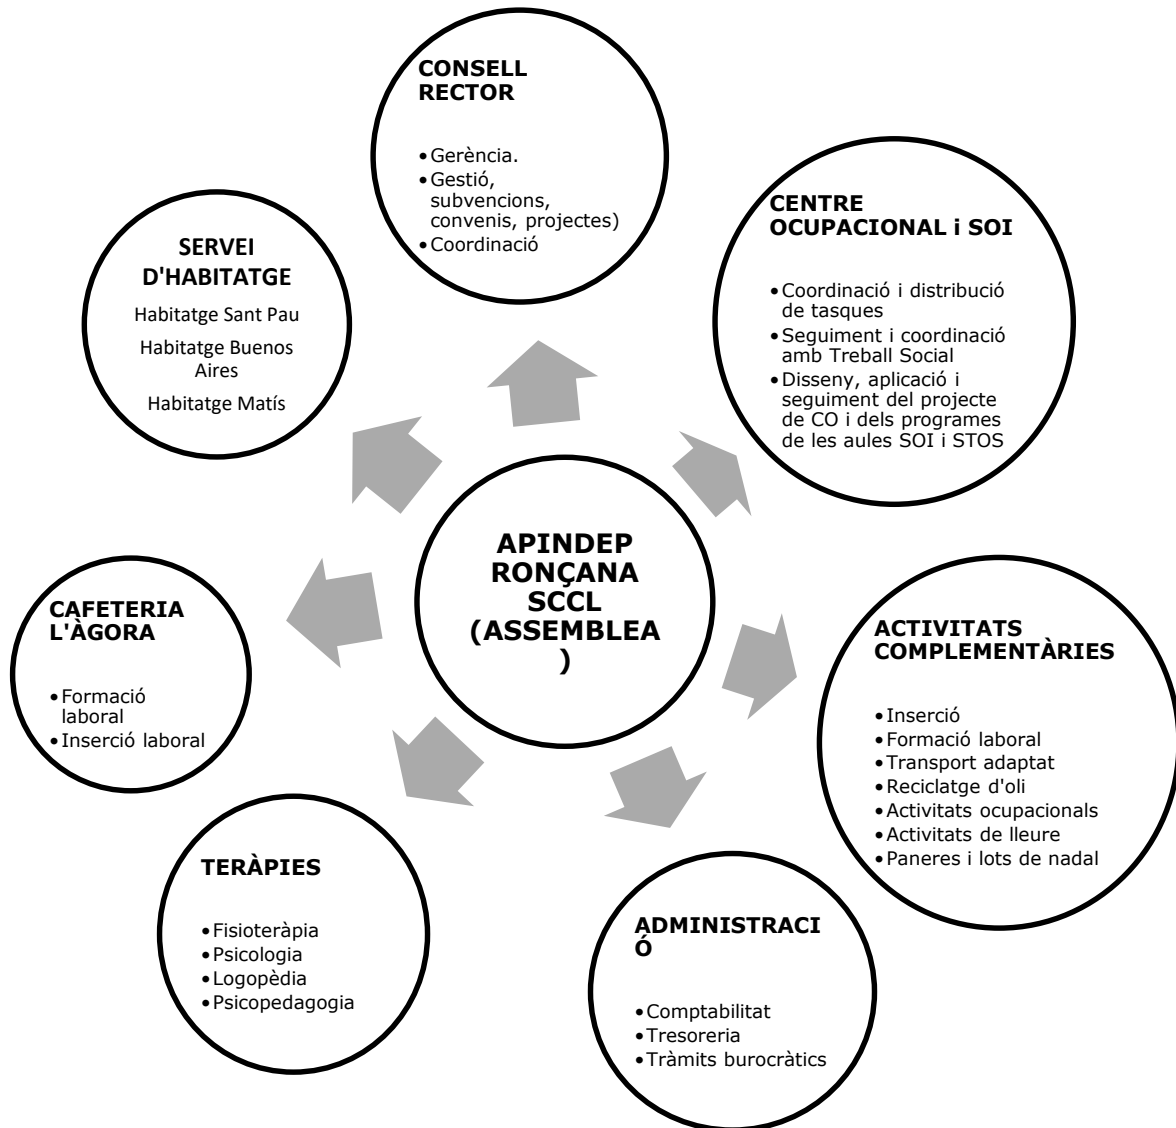 CONSELL
RECTOR
•Gerència.
•Gestió,
subvencions,
convenis, projectes)
•Coordinació
CENTRE
OCUPACIONAL i SOI
•Coordinació i distribució
de tasques
•Seguiment i coordinació
amb Treball Social
•Disseny, aplicació i
seguiment del projecte
de CO i dels programes
de les aules SOI i STOS
SERVEI
D'HABITATGE
Habitatge Sant Pau
Habitatge Buenos
Aires
Habitatge Matís
APINDEP
RONÇANA
SCCL
(ASSEMBLEA
)
CAFETERIA
L'ÀGORA
•Formació
laboral
•Inserció laboral
ACTIVITATS
COMPLEMENTÀRIES
•Inserció
•Formació laboral
•Transport adaptat
•Reciclatge d'oli
•Activitats ocupacionals
•Activitats de lleure
•Paneres i lots de nadal
TERÀPIES
•Fisioteràpia
•Psicologia
•Logopèdia
•Psicopedagogia
ADMINISTRACI
Ó
•Comptabilitat
•Tresoreria
•Tràmits burocràtics